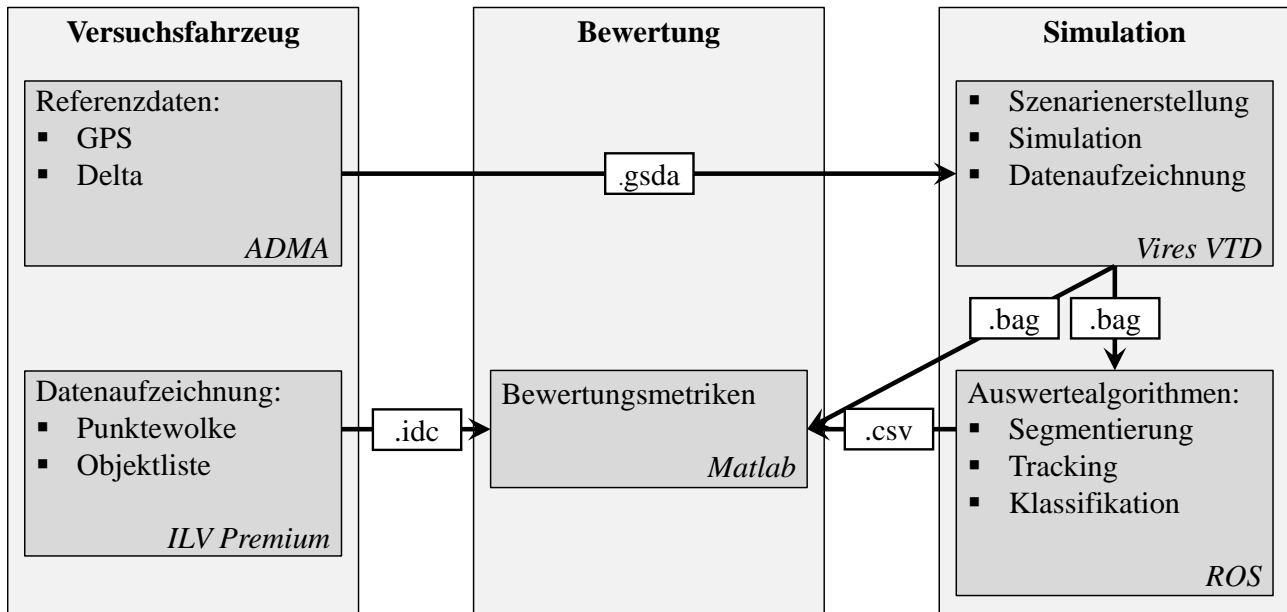 Versuchsfahrzeug
Referenzdaten:
▪ GPS
▪ Delta
ADMA
Datenaufzeichnung:
▪ Punktewolke
▪ Objektliste
ILV Premium
.gsda
.idc
Bewertung
Bewertungsmetriken
Matlab
.bag
.bag
.csv
Simulation
▪ Szenarienerstellung
▪ Simulation
▪ Datenaufzeichnung
Vires VTD
Auswertealgorithmen:
▪ Segmentierung
▪ Tracking
▪ Klassifikation
ROS